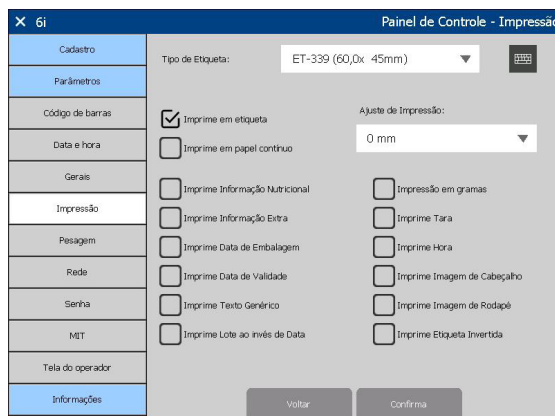 ✕ 6i
Painel de Controle - Impressão
Cadastro
Parâmetros
Código de barras
Data e hora
Gerais
Impressão
Pesagem
Rede
Senha
MIT
Tela do operador
Informações
Tipo de Etiqueta:
ET-339 (60,0x 45mm)
Imprime em etiqueta
Imprime em papel contínuo
Ajuste de Impressão:
0 mm
Imprime Informação Nutricional
Imprime Informação Extra
Imprime Data de Embalagem
Imprime Data de Validade
Imprime Texto Genérico
Imprime Lote ao invés de Data
Impressão em gramas
Imprime Tara
Imprime Hora
Imprime Imagem de Cabeçalho
Imprime Imagem de Rodapé
Imprime Etiqueta Invertida
Voltar
Confirma